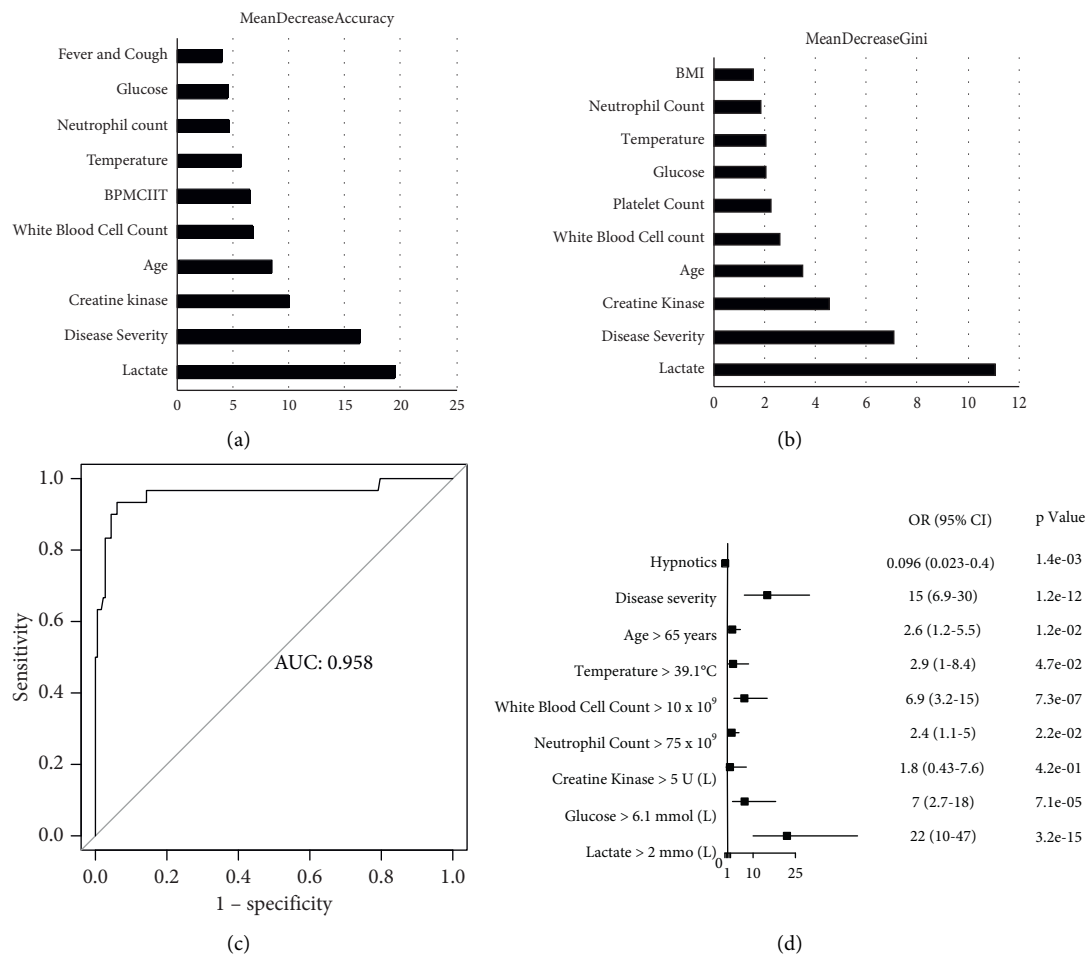 MeanDecreaseAccuracy
Fever and Cough
Glucose
Neutrophil count
Temperature
BPMCIIT
White Blood Cell Count
Age
Creatine kinase
Disease Severity
Lactate
0 5 10 15 20 25
(a)
MeanDecreaseGini
BMI
Neutrophil Count
Temperature
Glucose
Platelet Count
White Blood Cell count
Age
Creatine Kinase
Disease Severity
Lactate
0 2 4 6 8 10 12
(b)
1.0
0.8
0.6
0.4
0.2
0.0
Sensitivity
AUC: 0.958
0.0 0.2 0.4 0.6 0.8 1.0
1 – specificity
(c)
OR (95% CI) p Value
Hypnotics 0.096 (0.023-0.4) 1.4e-03
Disease severity 15 (6.9-30) 1.2e-12
Age > 65 years 2.6 (1.2-5.5) 1.2e-02
Temperature > 39.1°C 2.9 (1-8.4) 4.7e-02
White Blood Cell Count > 10 x 10⁹ 6.9 (3.2-15) 7.3e-07
Neutrophil Count > 75 x 10⁹ 2.4 (1.1-5) 2.2e-02
Creatine Kinase > 5 U (L) 1.8 (0.43-7.6) 4.2e-01
Glucose > 6.1 mmol (L) 7 (2.7-18) 7.1e-05
Lactate > 2 mmo (L) 22 (10-47) 3.2e-15
0 1 10 25
(d)